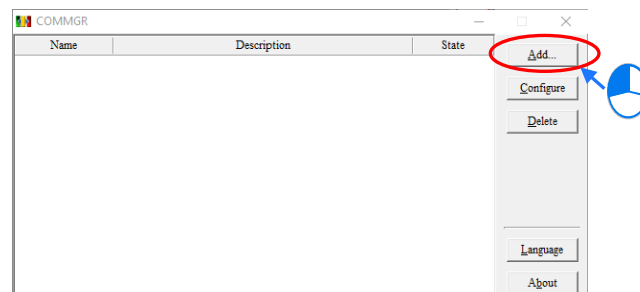 COMMGR
Name Description State
Add...
Configure
Delete
Language
About